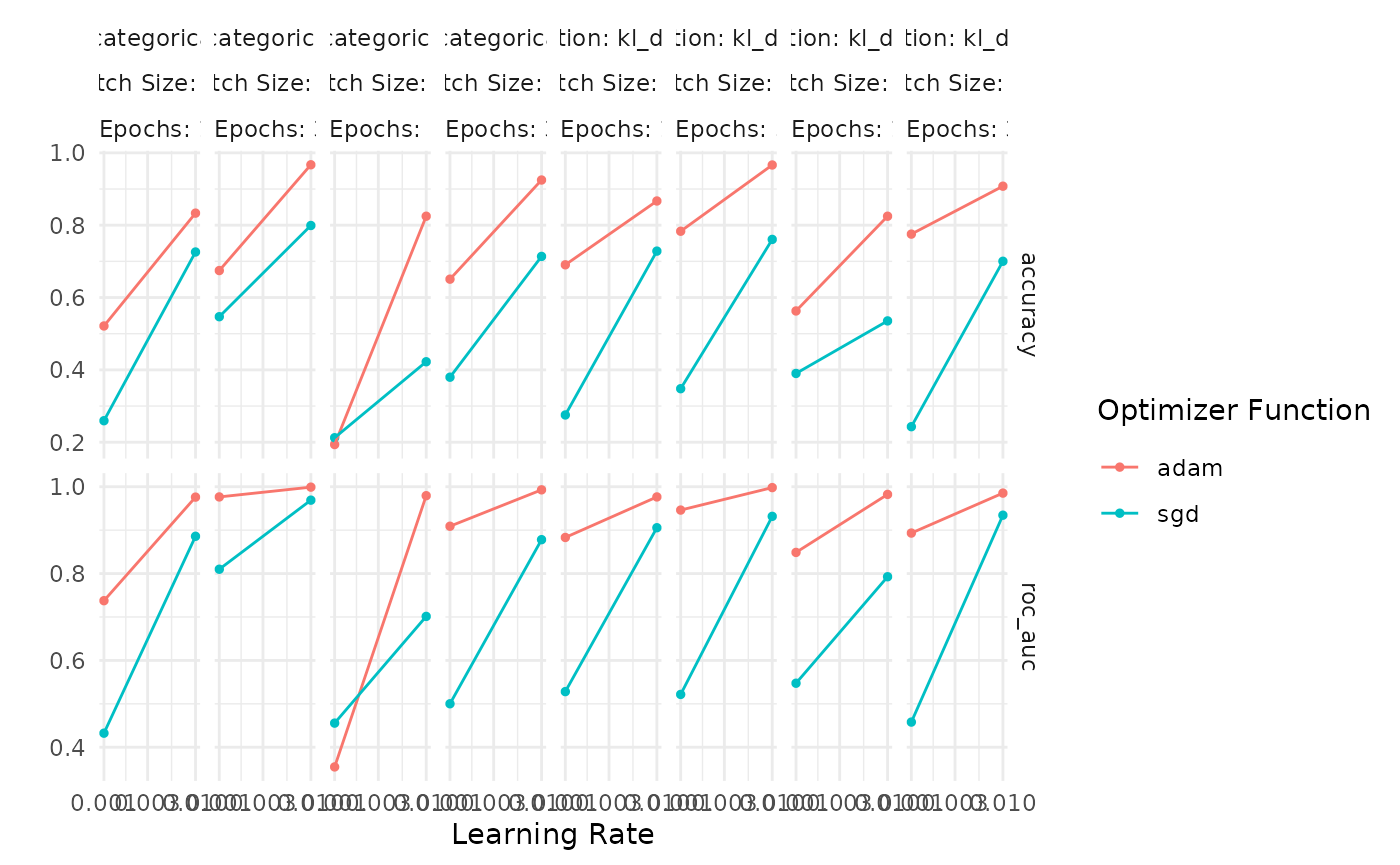 :categorica :categoric :categoric :categorica tion: kl_d tion: kl_d tion: kl_d tion: kl_d
tch Size: tch Size: tch Size: tch Size: tch Size: tch Size: tch Size: tch Size:
Epochs: Epochs: Epochs: Epochs: Epochs: Epochs: Epochs: Epochs:
1.0
0.8
0.6
0.4
0.2
accuracy
1.0
0.8
0.6
0.4
roc_auc
Learning Rate
Optimizer Function
adam
sgd